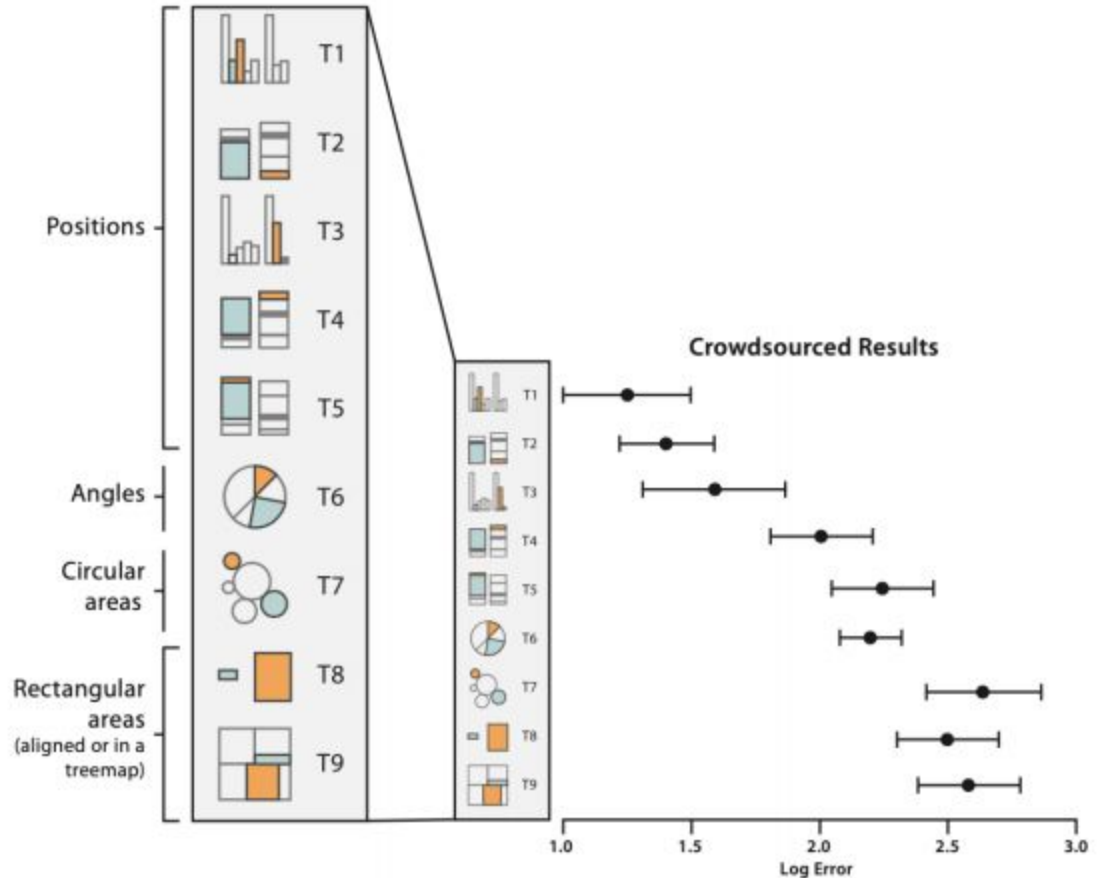 Positions
Angles
Circular
areas
Rectangular
areas
(aligned or in a
treemap)
T1
T2
T3
T4
T5
T6
T7
T8
T9
Crowdsourced Results
T1
T2
T3
T4
T5
T6
T7
T8
T9
1.0 1.5 2.0 2.5 3.0
Log Error